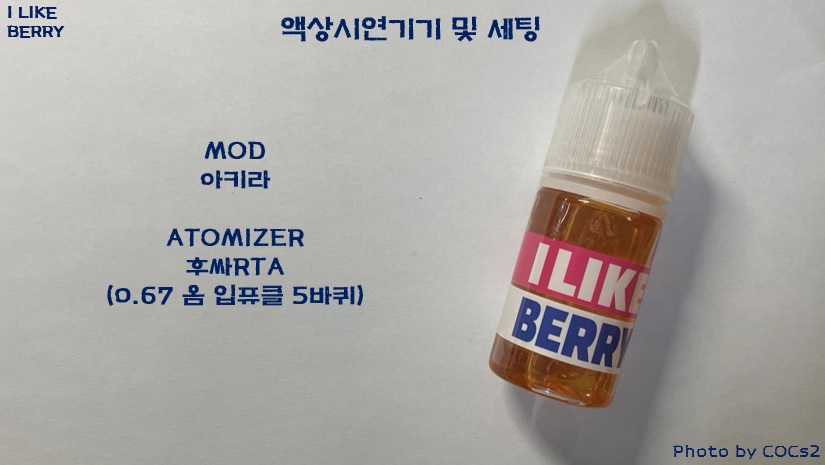 I LIKE
BERRY
액상시연기기 및 세팅
MOD
아키라
ATOMIZER
후싸RTA
(0.67 옴 입퓨클 5바퀴)
I LIKE
BERRY
Photo by COCs2